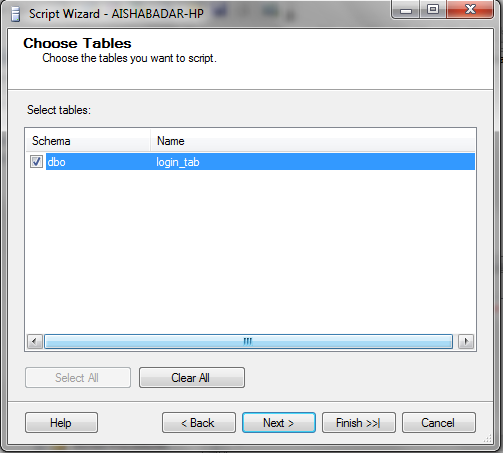 Script Wizard - AISHABADAR-HP
Choose Tables
Choose the tables you want to script.
Select tables:
Schema Name
dbo login_tab
Select All Clear All
Help < Back Next > Finish >>| Cancel